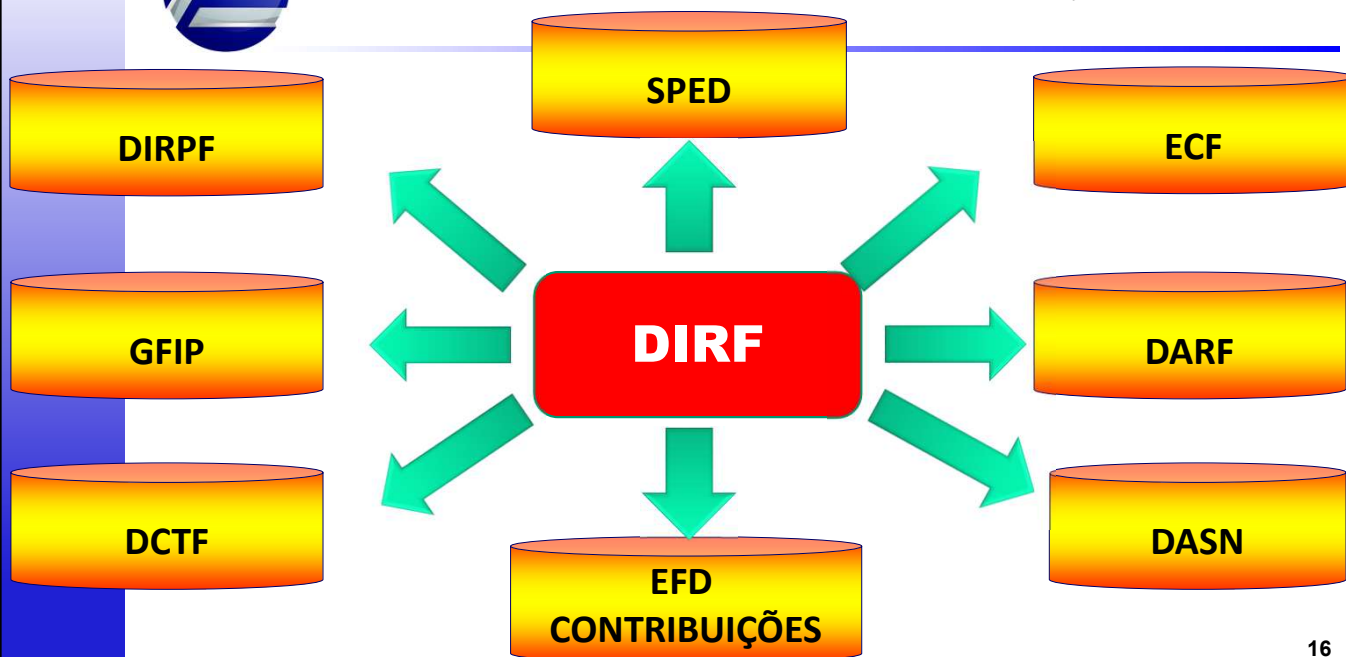 SPED
DIRPF
ECF
GFIP
DIRF
DARF
DCTF
DASN
EFD
CONTRIBUIÇÕES
16